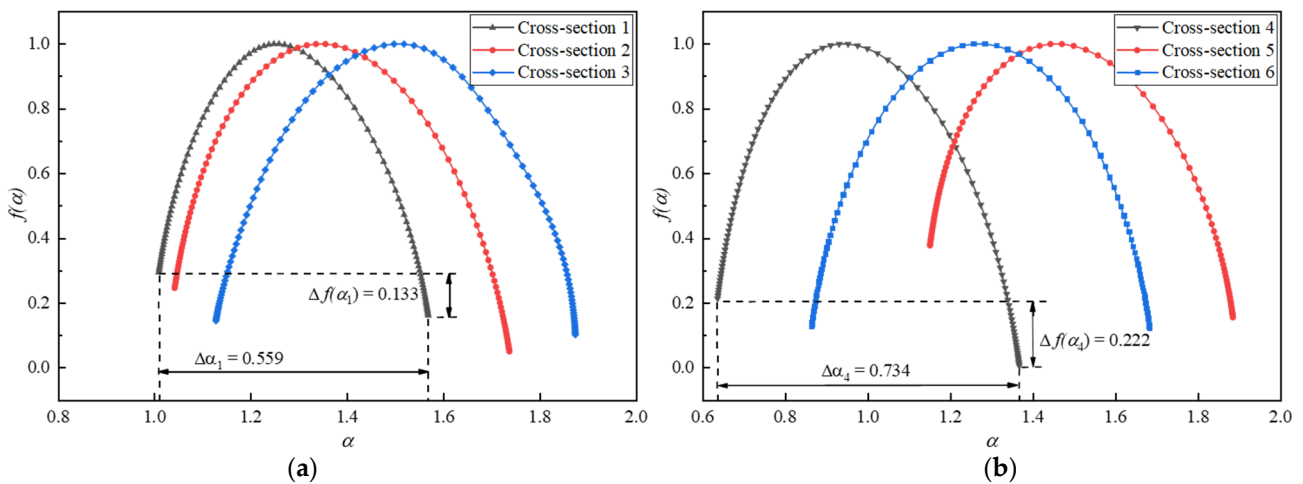 Cross-section 1
Cross-section 2
Cross-section 3
1.0
0.8
0.6
0.4
0.2
0.0
f(α)
Δf(α₁) = 0.133
Δα₁ = 0.559
0.8 1.0 1.2 1.4 1.6 1.8 2.0
α
(a)
Cross-section 4
Cross-section 5
Cross-section 6
1.0
0.8
0.6
0.4
0.2
0.0
f(α)
Δf(α₄) = 0.222
Δα₄ = 0.734
0.6 0.8 1.0 1.2 1.4 1.6 1.8 2.0
α
(b)